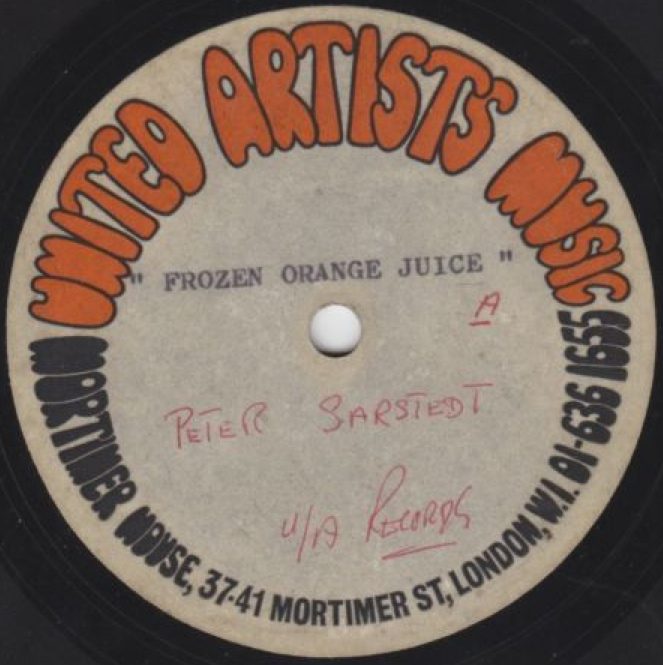 UNITED ARTISTS MUSIC
" FROZEN ORANGE JUICE "
A
PETER SARSTEDT
U/A RECORDS
MORTIMER HOUSE, 37-41 MORTIMER ST, LONDON, W.1. 01-636 1655